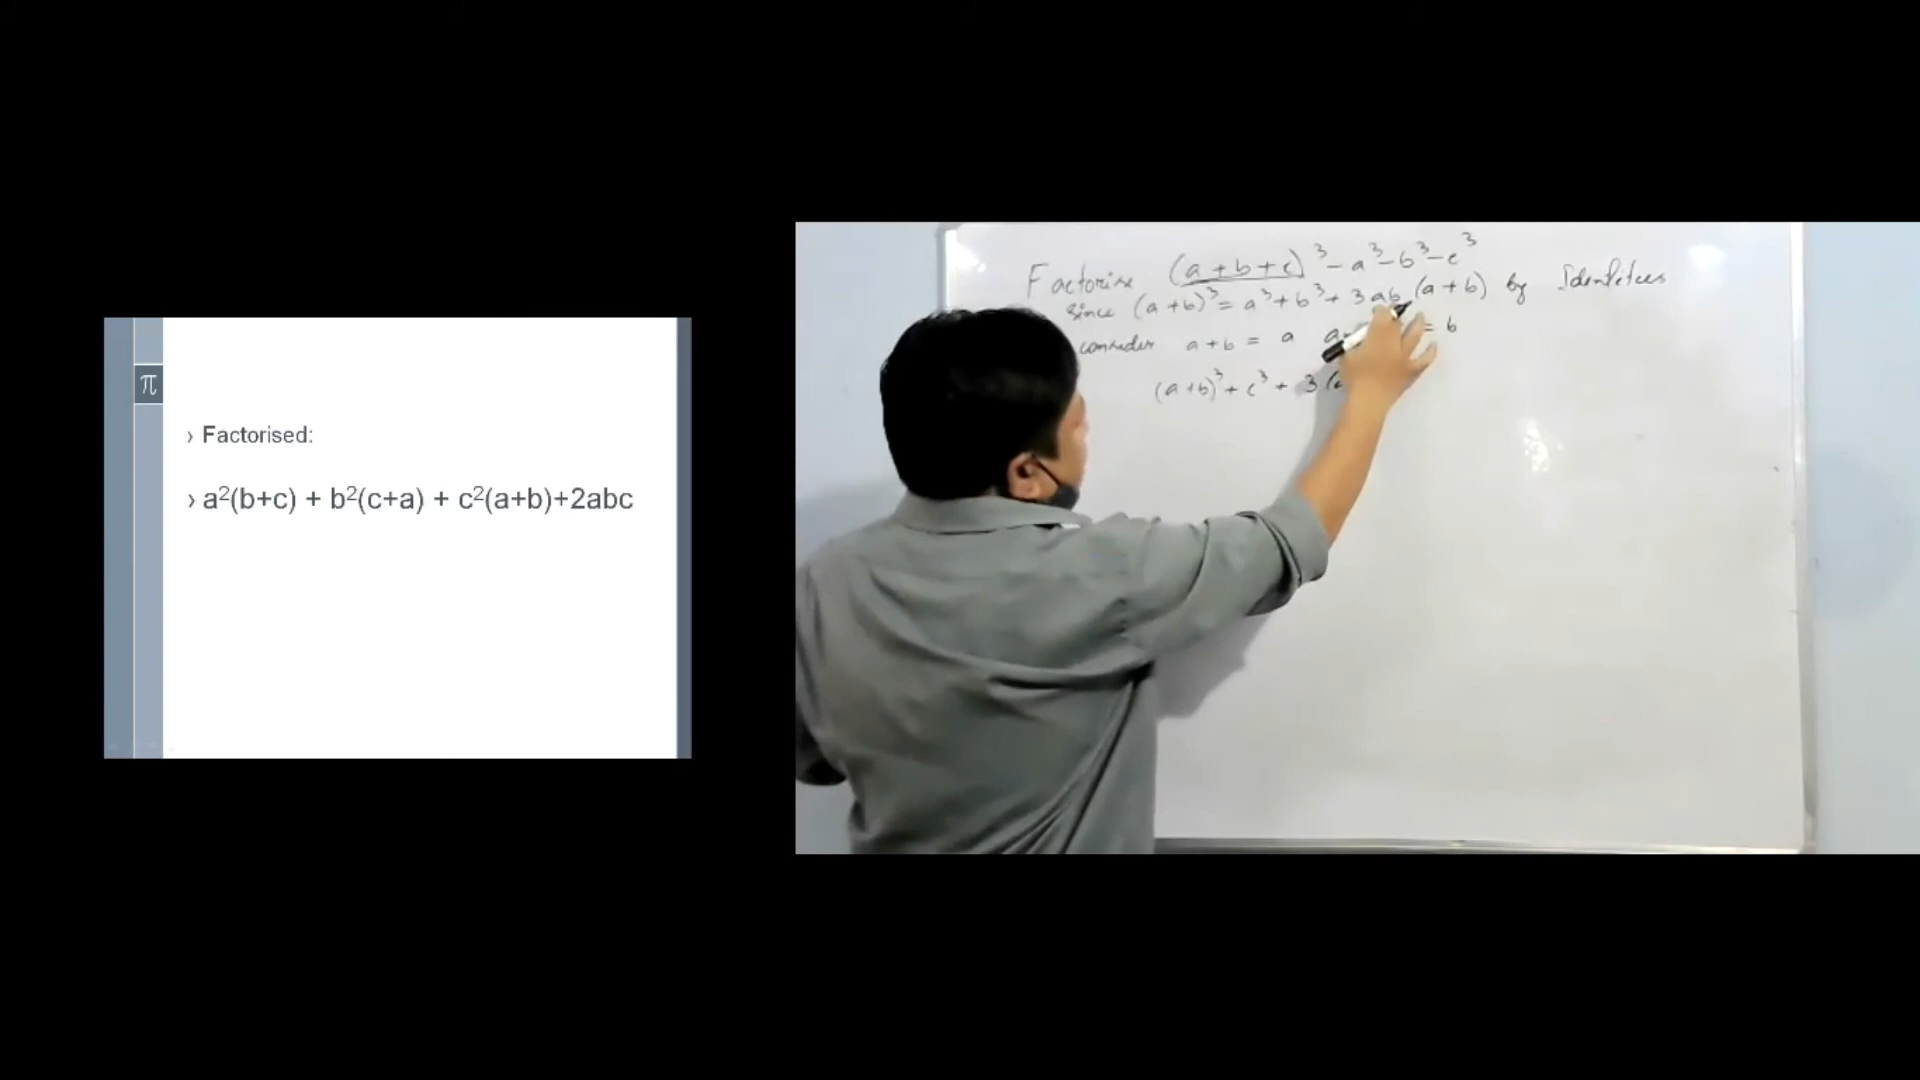 π
› Factorised:
› a²(b+c) + b²(c+a) + c²(a+b)+2abc
Factorise (a+b+c)³ - a³ - b³ - c³
since (a+b)³ = a³ + b³ + 3ab (a+b) by Identities
consider a+b = a = b
(a+b)³ + c³ + 3 (